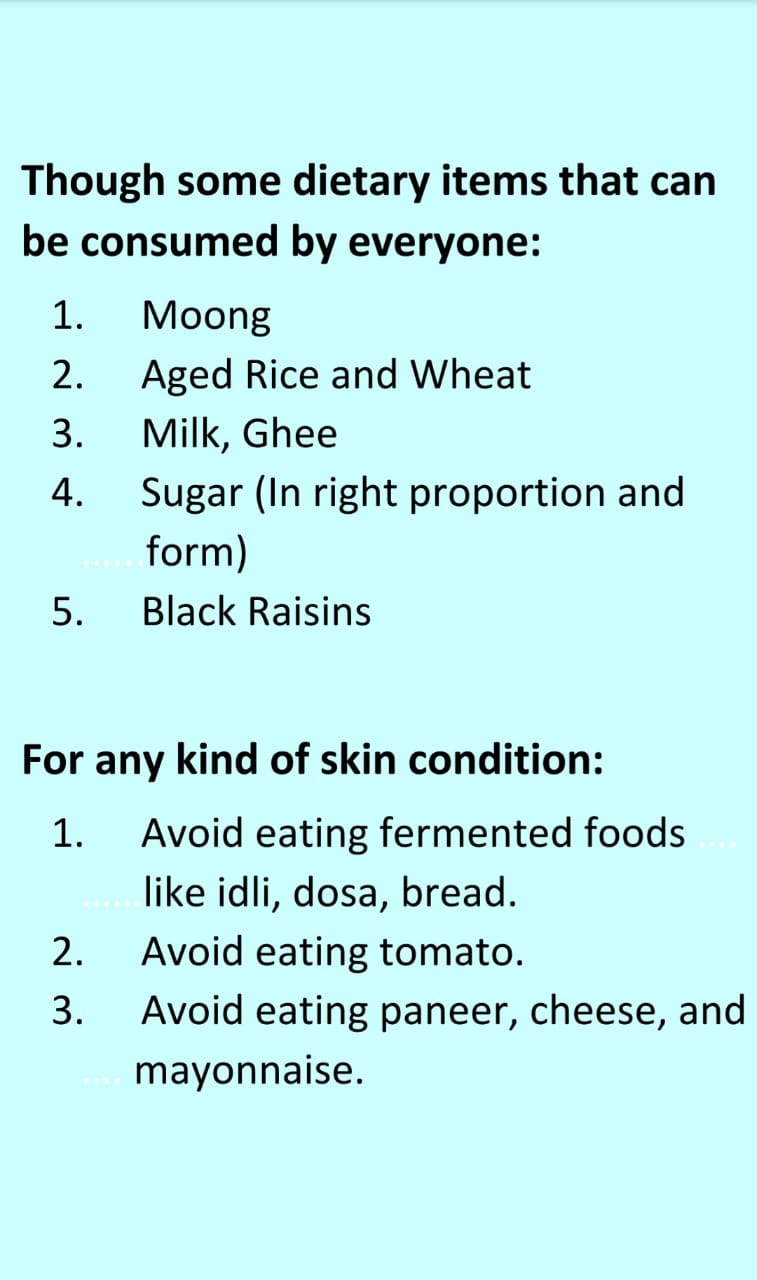 Though some dietary items that can
be consumed by everyone:
1. Moong
2. Aged Rice and Wheat
3. Milk, Ghee
4. Sugar (In right proportion and
......form)
5. Black Raisins
For any kind of skin condition:
1. Avoid eating fermented foods ....
......like idli, dosa, bread.
2. Avoid eating tomato.
3. Avoid eating paneer, cheese, and
.... mayonnaise.